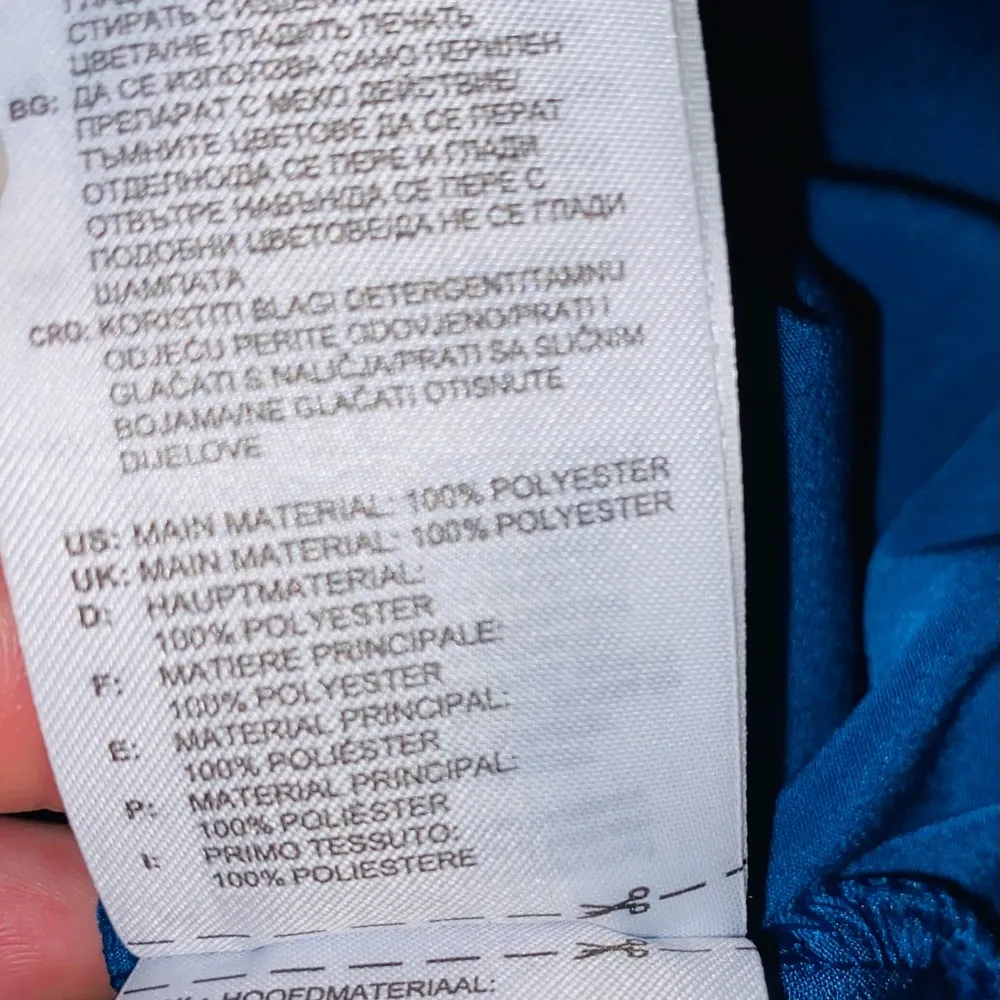 СТИРАТЬ С
ЦВЕТА/НЕ ГЛАДИТЬ ПЕЧАТЬ
BG: ДА СЕ ИЗПОЛЗВА САМО ПЕРИЛЕН
ПРЕПАРАТ С МЕКО ДЕЙСТВИЕ/
ТЪМНИТЕ ЦВЕТОВЕ ДА СЕ ПЕРАТ
ОТДЕЛНО/ДА СЕ ПЕРЕ И ГЛАДИ
ОТВЪТРЕ НАВЪН/ДА СЕ ПЕРЕ С
ПОДОБНИ ЦВЕТОВЕ/ДА НЕ СЕ ГЛАДИ
ЩАМПАТА
CRO: KORISTITI BLAGI DETERGENT/TAMNU
ODJEĆU PERITE ODOVJENO/PRATI I
GLAČATI S NALIČJA/PRATI SA SLIČNIM
BOJAMA/NE GLAČATI OTISNUTE
DIJELOVE
US: MAIN MATERIAL: 100% POLYESTER
UK: MAIN MATERIAL: 100% POLYESTER
D: HAUPTMATERIAL:
100% POLYESTER
F: MATIERE PRINCIPALE:
100% POLYESTER
E: MATERIAL PRINCIPAL:
100% POLIÉSTER
P: MATERIAL PRINCIPAL:
100% POLIÉSTER
I: PRIMO TESSUTO:
100% POLIESTERE
HOOFDMATERIAAL: